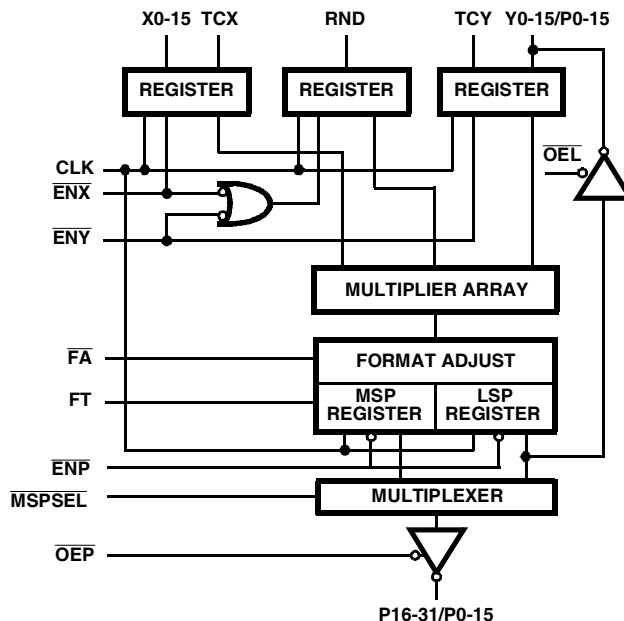 X0-15 TCX RND TCY Y0-15/P0-15
REGISTER REGISTER REGISTER
CLK
OEL
ENX
ENY
MULTIPLIER ARRAY
FA
FORMAT ADJUST
FT
MSP
REGISTER
LSP
REGISTER
ENP
MSPSEL
MULTIPLEXER
OEP
P16-31/P0-15